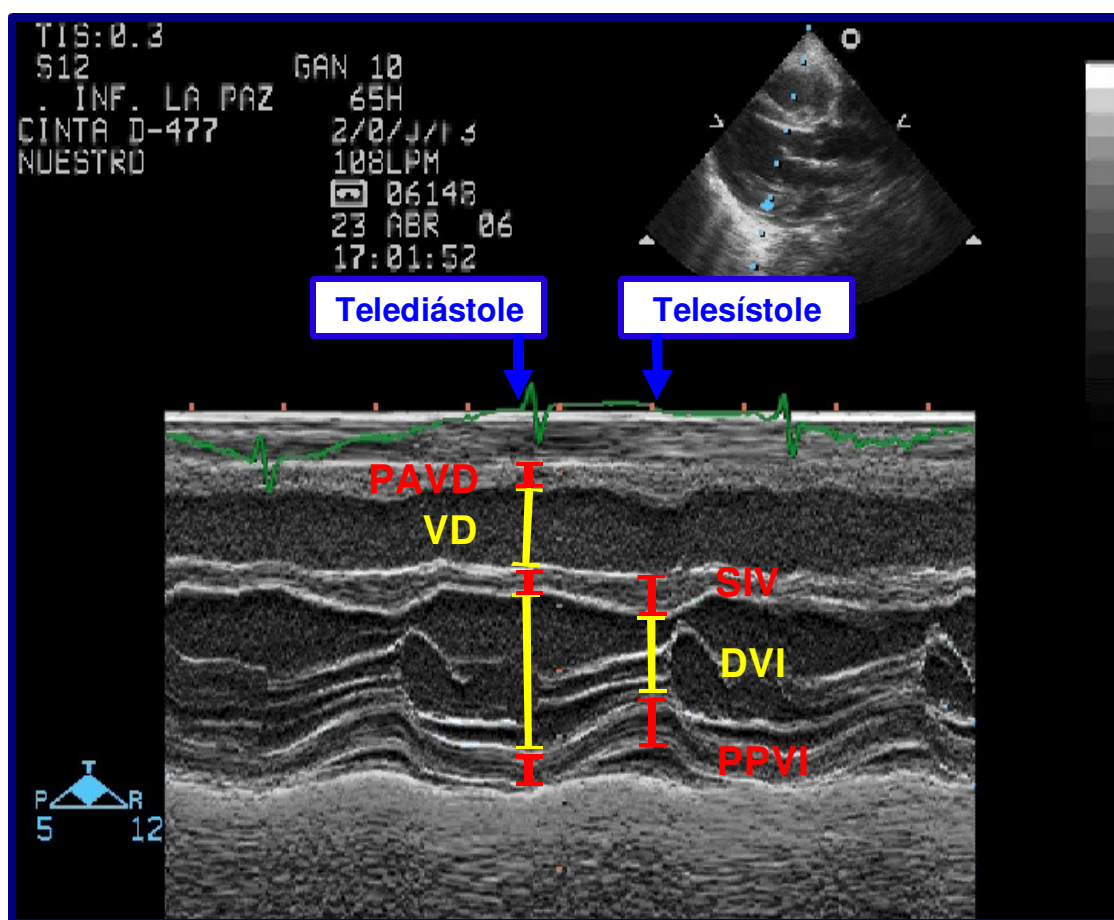 TIS:0.3
S12 GAN 10
. INF. LA PAZ 65H
CINTA D-477
NUESTRO 108LPM
06148
23 ABR 06
17:01:52
Telediástole
Telesístole
PAVD
VD
SIV
DVI
PPVI
T
P R
5 12